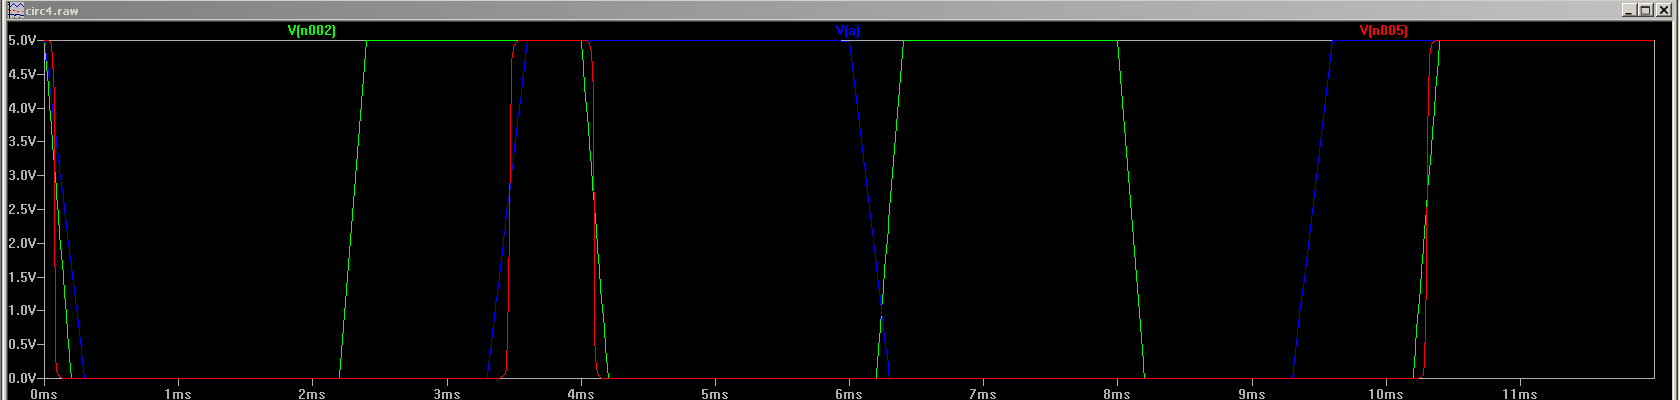 circ4.raw
V(n002) V(a) V(n005)
5.0V
4.5V
4.0V
3.5V
3.0V
2.5V
2.0V
1.5V
1.0V
0.5V
0.0V
0ms 1ms 2ms 3ms 4ms 5ms 6ms 7ms 8ms 9ms 10ms 11ms